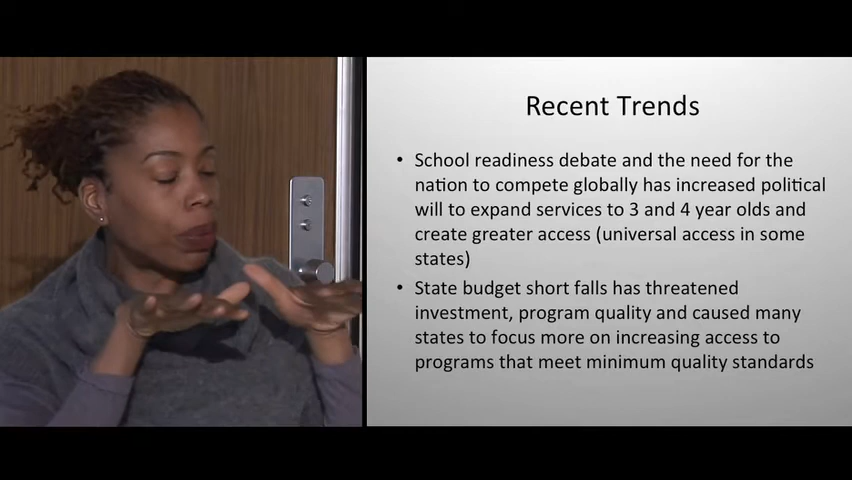 Recent Trends
• School readiness debate and the need for the
nation to compete globally has increased political
will to expand services to 3 and 4 year olds and
create greater access (universal access in some
states)
• State budget short falls has threatened
investment, program quality and caused many
states to focus more on increasing access to
programs that meet minimum quality standards